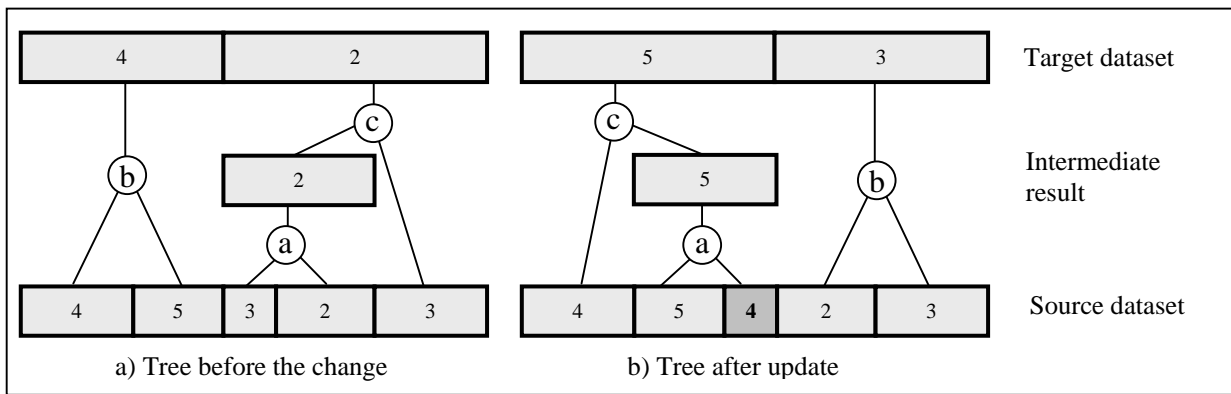 4 2 5 3 Target dataset
c c
b 2 5 b Intermediate
result
a a
4 5 3 2 3 4 5 4 2 3 Source dataset
a) Tree before the change b) Tree after update